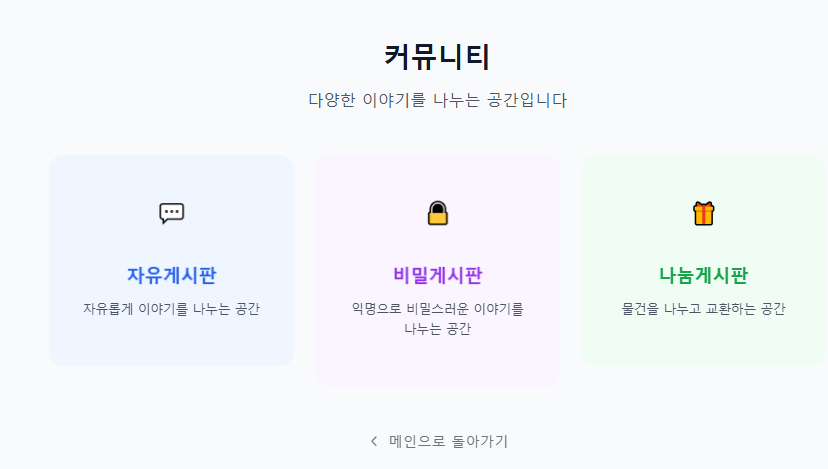 커뮤니티
다양한 이야기를 나누는 공간입니다
자유게시판
자유롭게 이야기를 나누는 공간
비밀게시판
익명으로 비밀스러운 이야기를
나누는 공간
나눔게시판
물건을 나누고 교환하는 공간
메인으로 돌아가기